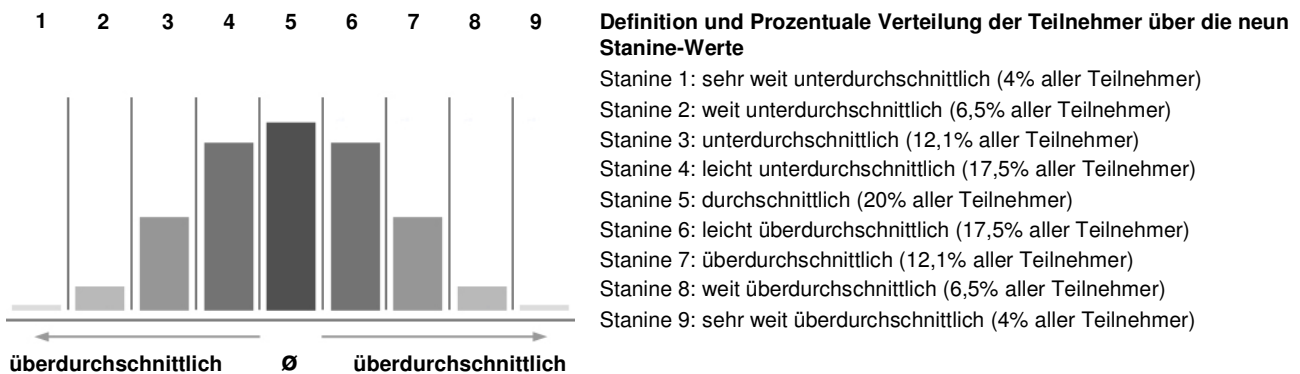 1 2 3 4 5 6 7 8 9
überdurchschnittlich Ø überdurchschnittlich
Definition und Prozentuale Verteilung der Teilnehmer über die neun
Stanine-Werte
Stanine 1: sehr weit unterdurchschnittlich (4% aller Teilnehmer)
Stanine 2: weit unterdurchschnittlich (6,5% aller Teilnehmer)
Stanine 3: unterdurchschnittlich (12,1% aller Teilnehmer)
Stanine 4: leicht unterdurchschnittlich (17,5% aller Teilnehmer)
Stanine 5: durchschnittlich (20% aller Teilnehmer)
Stanine 6: leicht überdurchschnittlich (17,5% aller Teilnehmer)
Stanine 7: überdurchschnittlich (12,1% aller Teilnehmer)
Stanine 8: weit überdurchschnittlich (6,5% aller Teilnehmer)
Stanine 9: sehr weit überdurchschnittlich (4% aller Teilnehmer)